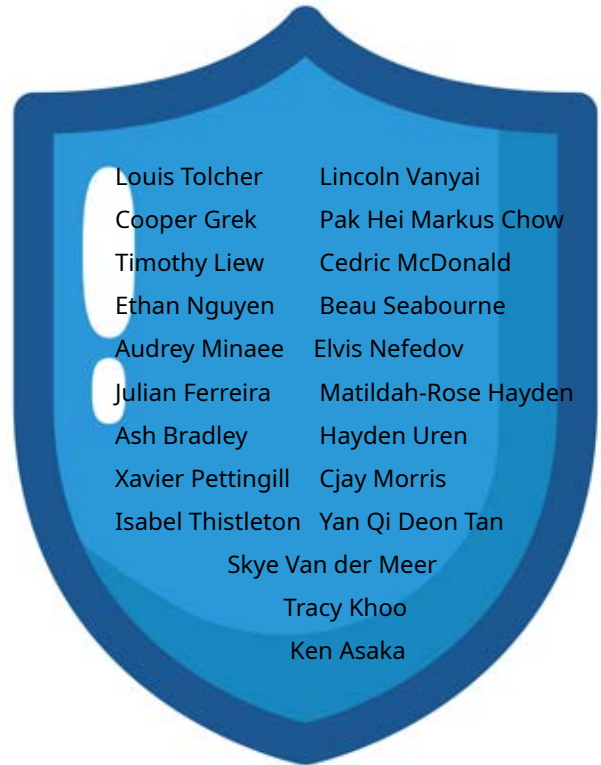 Louis Tolcher Lincoln Vanyai
Cooper Grek Pak Hei Markus Chow
Timothy Liew Cedric McDonald
Ethan Nguyen Beau Seabourne
Audrey Minaee Elvis Nefedov
Julian Ferreira Matildah-Rose Hayden
Ash Bradley Hayden Uren
Xavier Pettingill Cjay Morris
Isabel Thistleton Yan Qi Deon Tan
Skye Van der Meer
Tracy Khoo
Ken Asaka